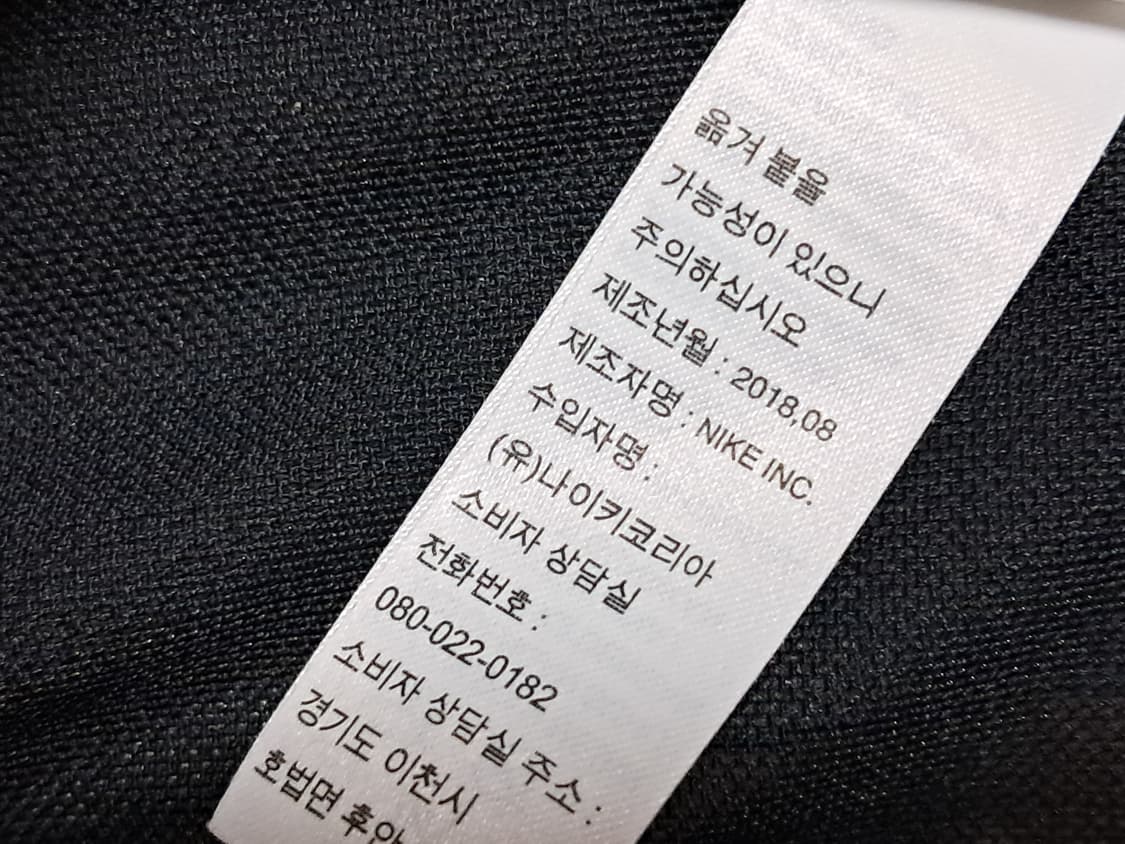 옮겨 붙을
가능성이 있으니
주의하십시오
제조년월 : 2018,08
제조자명 : NIKE INC.
수입자명 :
(유)나이키코리아
소비자 상담실
전화번호 :
080-022-0182
소비자 상담실 주소 :
경기도 이천시
호법면